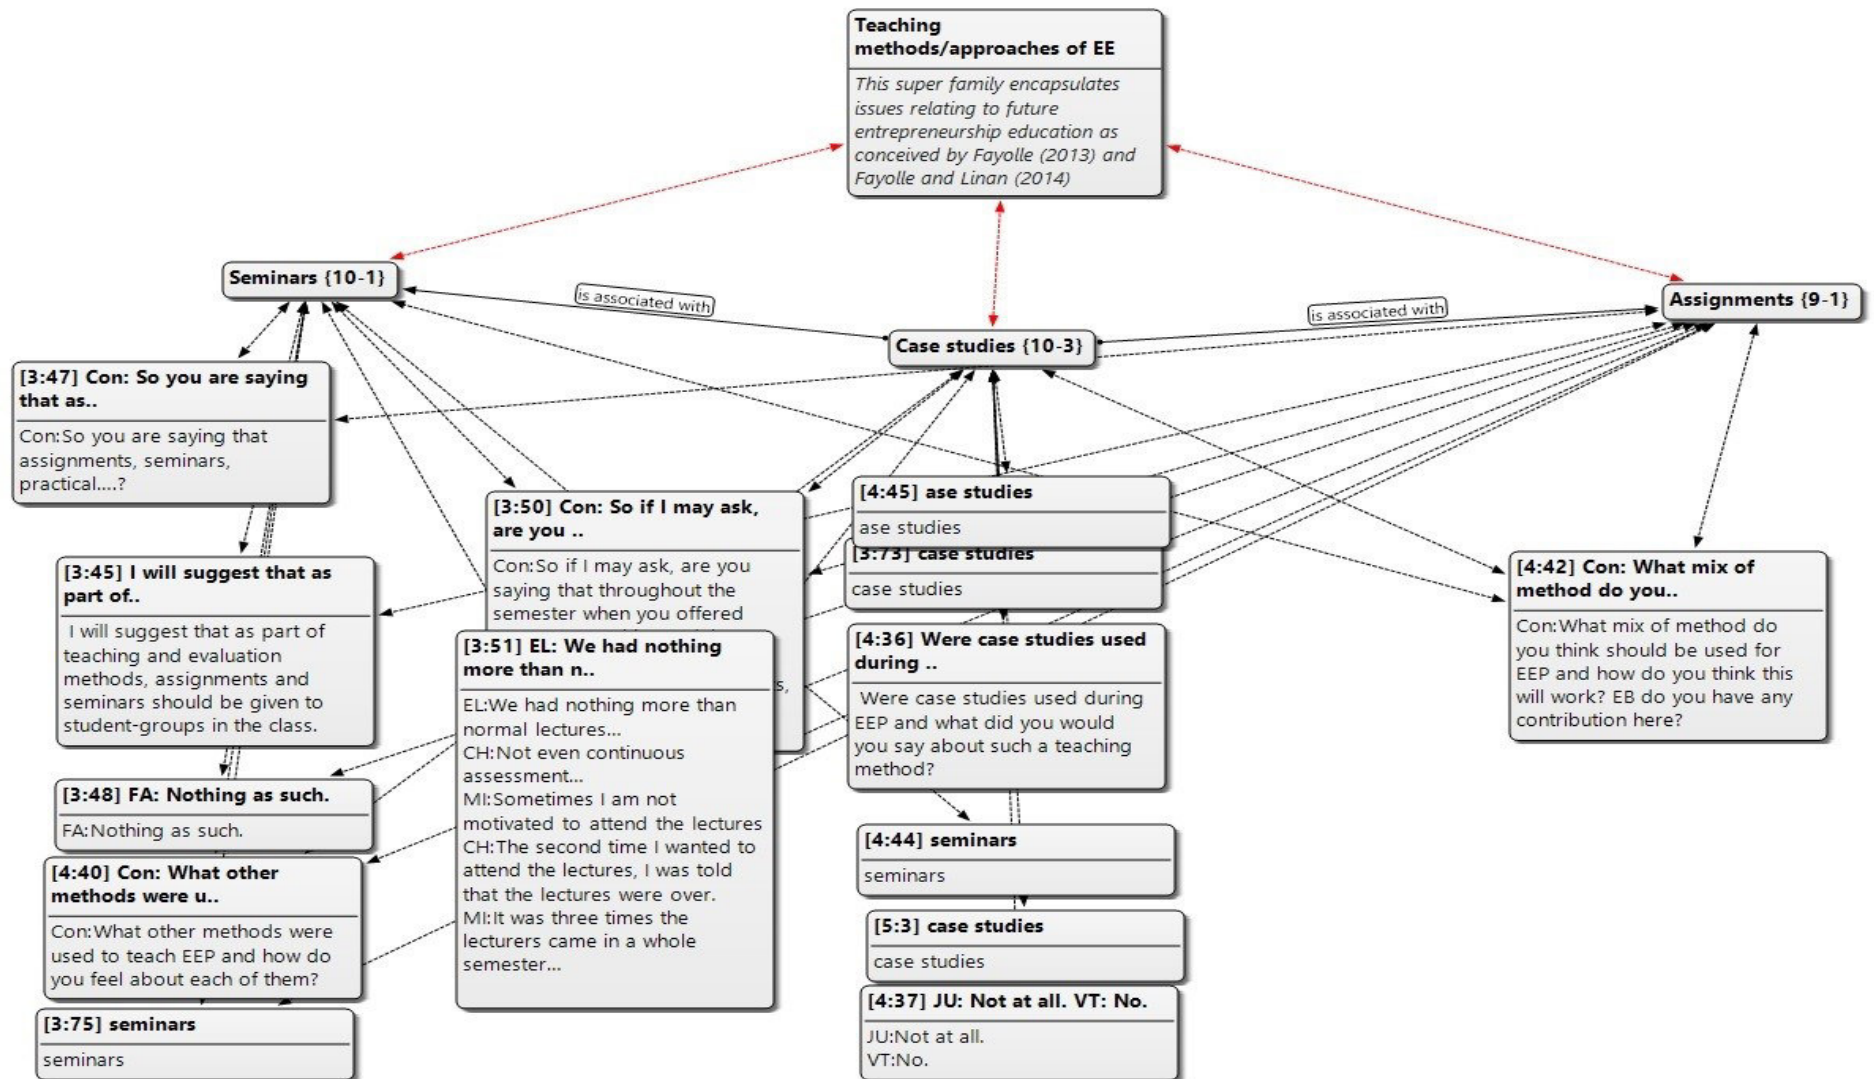 Teaching
methods/approaches of EE
This super family encapsulates
issues relating to future
entrepreneurship education as
conceived by Fayolle (2013) and
Fayolle and Linan (2014)
Seminars {10-1}
is associated with
Case studies {10-3}
is associated with
Assignments {9-1}
[3:47] Con: So you are saying
that as..
Con:So you are saying that
assignments, seminars,
practical....?
[3:45] I will suggest that as
part of..
I will suggest that as part of
teaching and evaluation
methods, assignments and
seminars should be given to
student-groups in the class.
[3:48] FA: Nothing as such.
FA:Nothing as such.
[4:40] Con: What other
methods were u..
Con:What other methods were
used to teach EEP and how do
you feel about each of them?
[3:75] seminars
seminars
[3:50] Con: So if I may ask,
are you ..
Con:So if I may ask, are you
saying that throughout the
semester when you offered
s,
[3:51] EL: We had nothing
more than n..
EL:We had nothing more than
normal lectures...
CH:Not even continuous
assessment...
MI:Sometimes I am not
motivated to attend the lectures
CH:The second time I wanted to
attend the lectures, I was told
that the lectures were over.
MI:It was three times the
lecturers came in a whole
semester...
[4:45] ase studies
ase studies
[3:73] case studies
case studies
[4:36] Were case studies used
during ..
Were case studies used during
EEP and what did you would
you say about such a teaching
method?
[4:44] seminars
seminars
[5:3] case studies
case studies
[4:37] JU: Not at all. VT: No.
JU:Not at all.
VT:No.
[4:42] Con: What mix of
method do you..
Con:What mix of method do
you think should be used for
EEP and how do you think this
will work? EB do you have any
contribution here?